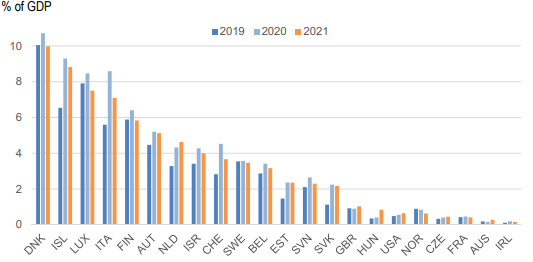 % of GDP
2019 2020 2021
10
8
6
4
2
0
DNK ISL LUX ITA FIN AUT NLD ISR CHE SWE BEL EST SVN SVK GBR HUN USA NOR CZE FRA AUS IRL